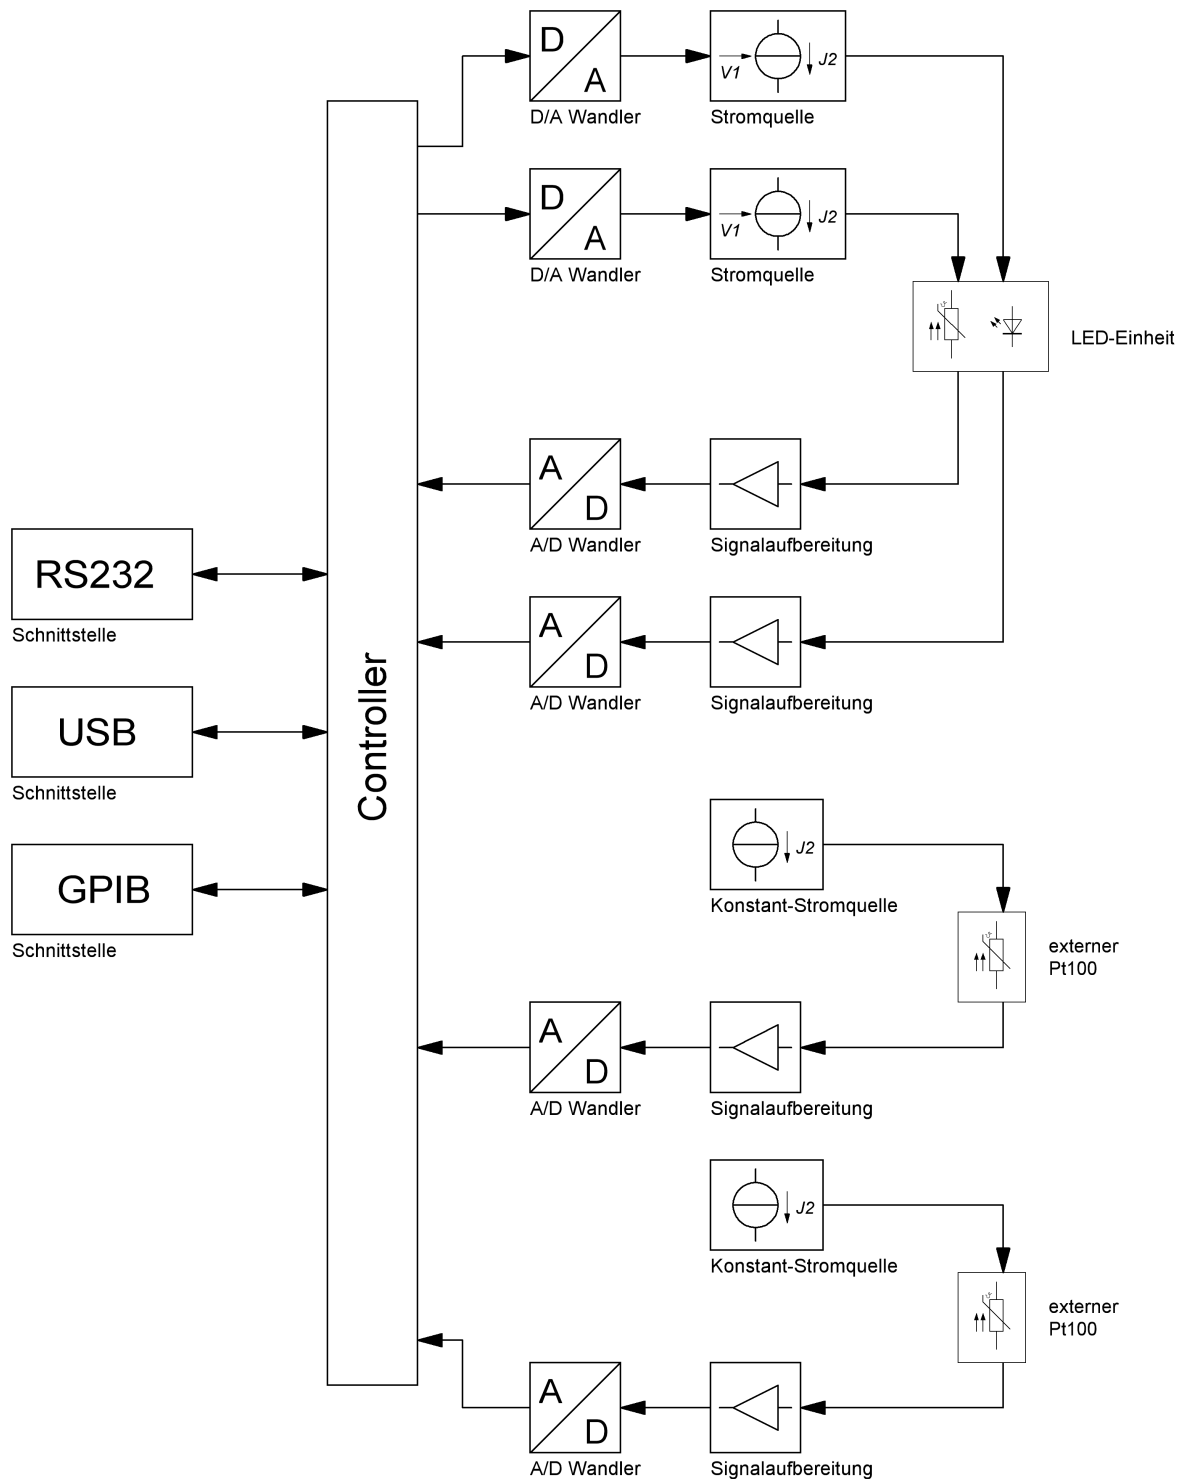 D
A
D/A Wandler
V1
J2
Stromquelle
D
A
D/A Wandler
V1
J2
Stromquelle
LED-Einheit
A
D
A/D Wandler
Signalaufbereitung
RS232
Schnittstelle
A
D
A/D Wandler
Signalaufbereitung
Controller
USB
Schnittstelle
J2
Konstant-Stromquelle
GPIB
Schnittstelle
externer
Pt100
A
D
A/D Wandler
Signalaufbereitung
J2
Konstant-Stromquelle
externer
Pt100
A
D
A/D Wandler
Signalaufbereitung